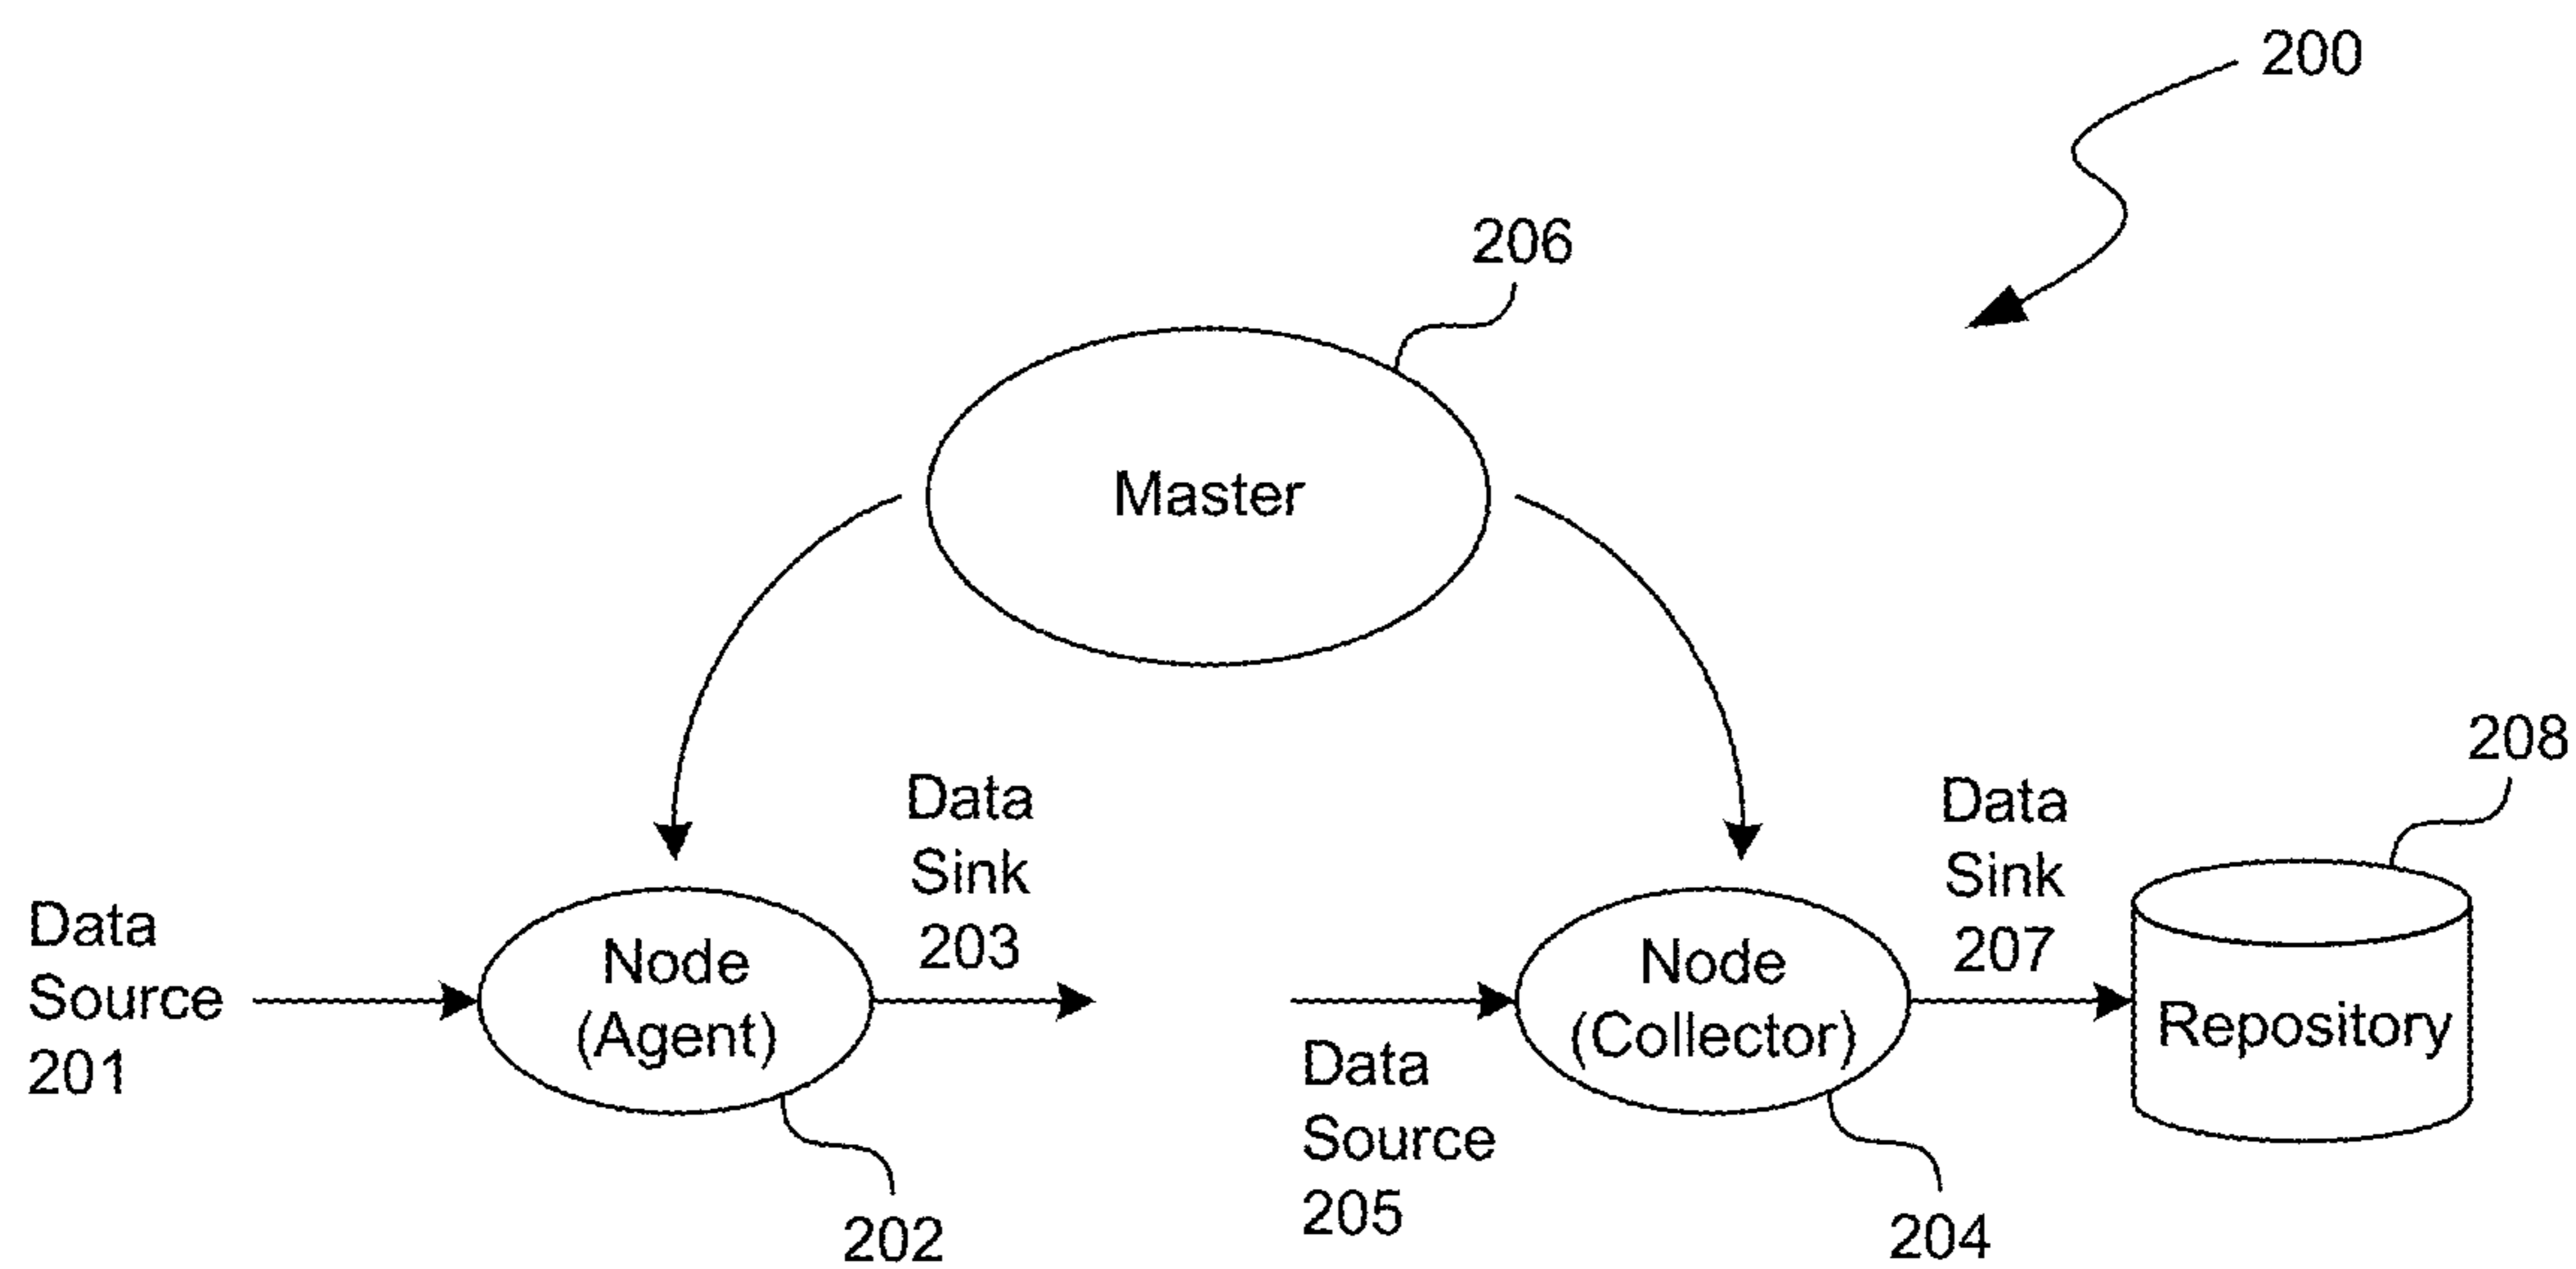 200
206
Master
208
Data
Sink
203
Data
Sink
207
Data
Source
201
Node
(Agent)
Node
(Collector)
Repository
Data
Source
205
202
204